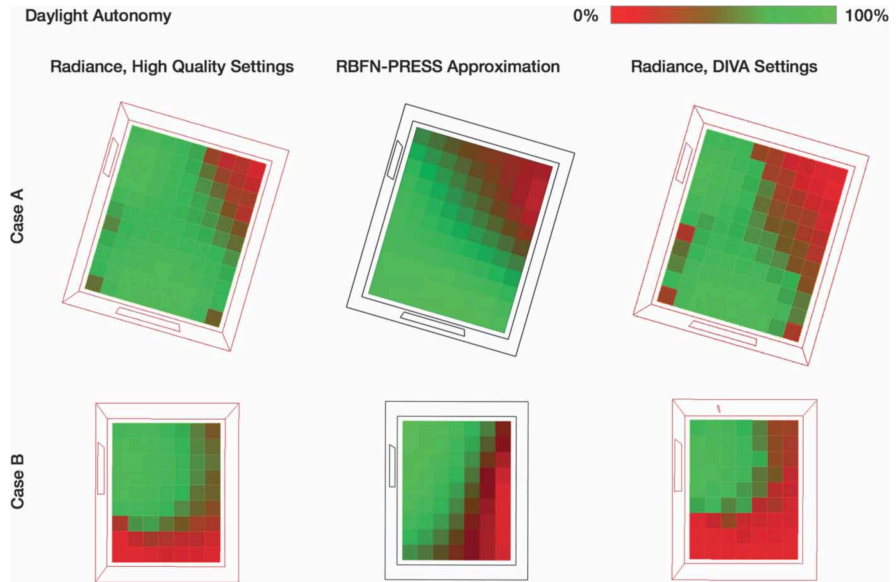 Daylight Autonomy
0% 100%
Radiance, High Quality Settings
RBFN-PRESS Approximation
Radiance, DIVA Settings
Case A
Case B